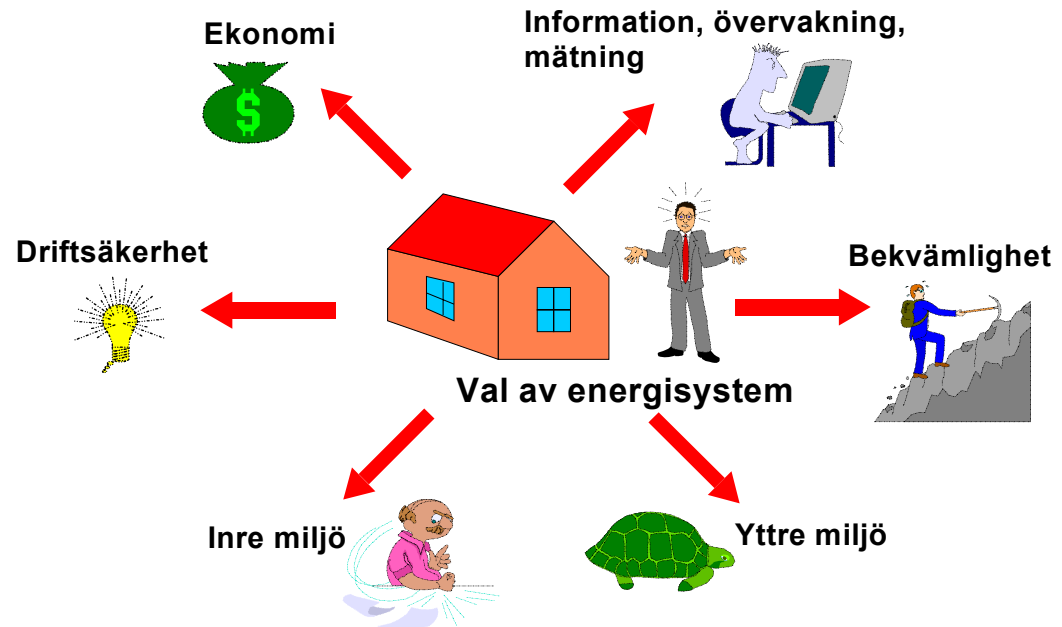 Ekonomi
Information, övervakning,
mätning
$
Driftsäkerhet
Bekvämlighet
Val av energisystem
Inre miljö
Yttre miljö